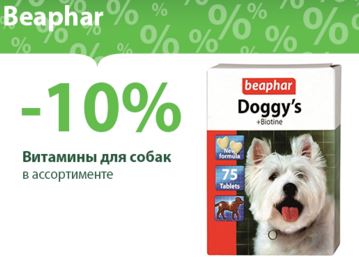 Beaphar
-10%
Витамины для собак
в ассортименте
beaphar
Doggy's
+Biotine
New
formula
75
Tablets